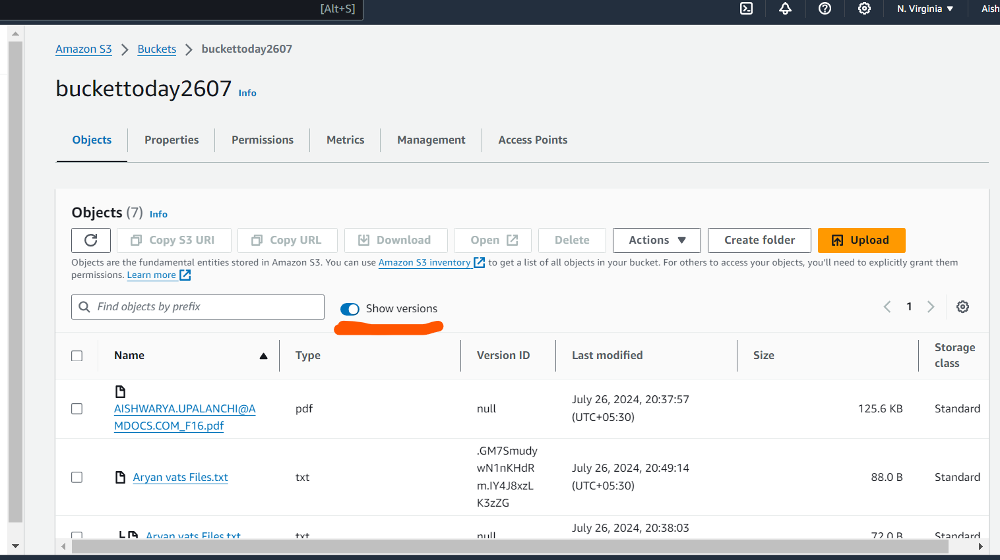 [Alt+S]
N. Virginia
Aish
Amazon S3 > Buckets > buckettoday2607
buckettoday2607 Info
Objects Properties Permissions Metrics Management Access Points
Objects (7) Info
Copy S3 URI Copy URL Download Open Delete Actions Create folder Upload
Objects are the fundamental entities stored in Amazon S3. You can use Amazon S3 inventory to get a list of all objects in your bucket. For others to access your objects, you'll need to explicitly grant them
permissions. Learn more
Find objects by prefix Show versions 1
Name Type Version ID Last modified Size Storage class
AISHWARYA.UPALANCHI@A
MDOCS.COM_F16.pdf
pdf
null
July 26, 2024, 20:37:57
(UTC+05:30)
125.6 KB
Standard
Aryan vats Files.txt
txt
.GM7Smudy
wN1nKHdR
m.IY4J8xzL
K3zZG
July 26, 2024, 20:49:14
(UTC+05:30)
88.0 B
Standard
Aryan vats Files.txt
txt
null
July 26, 2024, 20:38:03
72.0 B
Standard